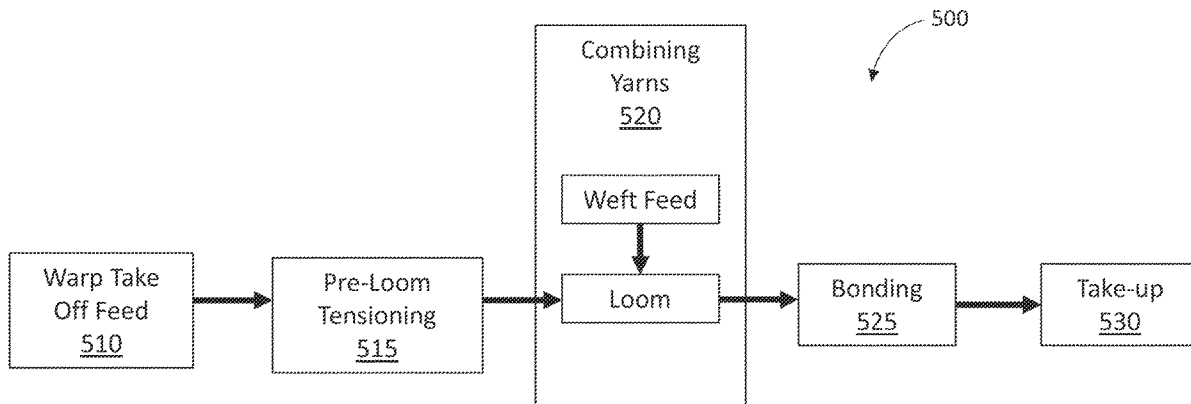 500
Combining
Yarns
520
Weft Feed
Warp Take
Off Feed
510
Pre-Loom
Tensioning
515
Loom
Bonding
525
Take-up
530